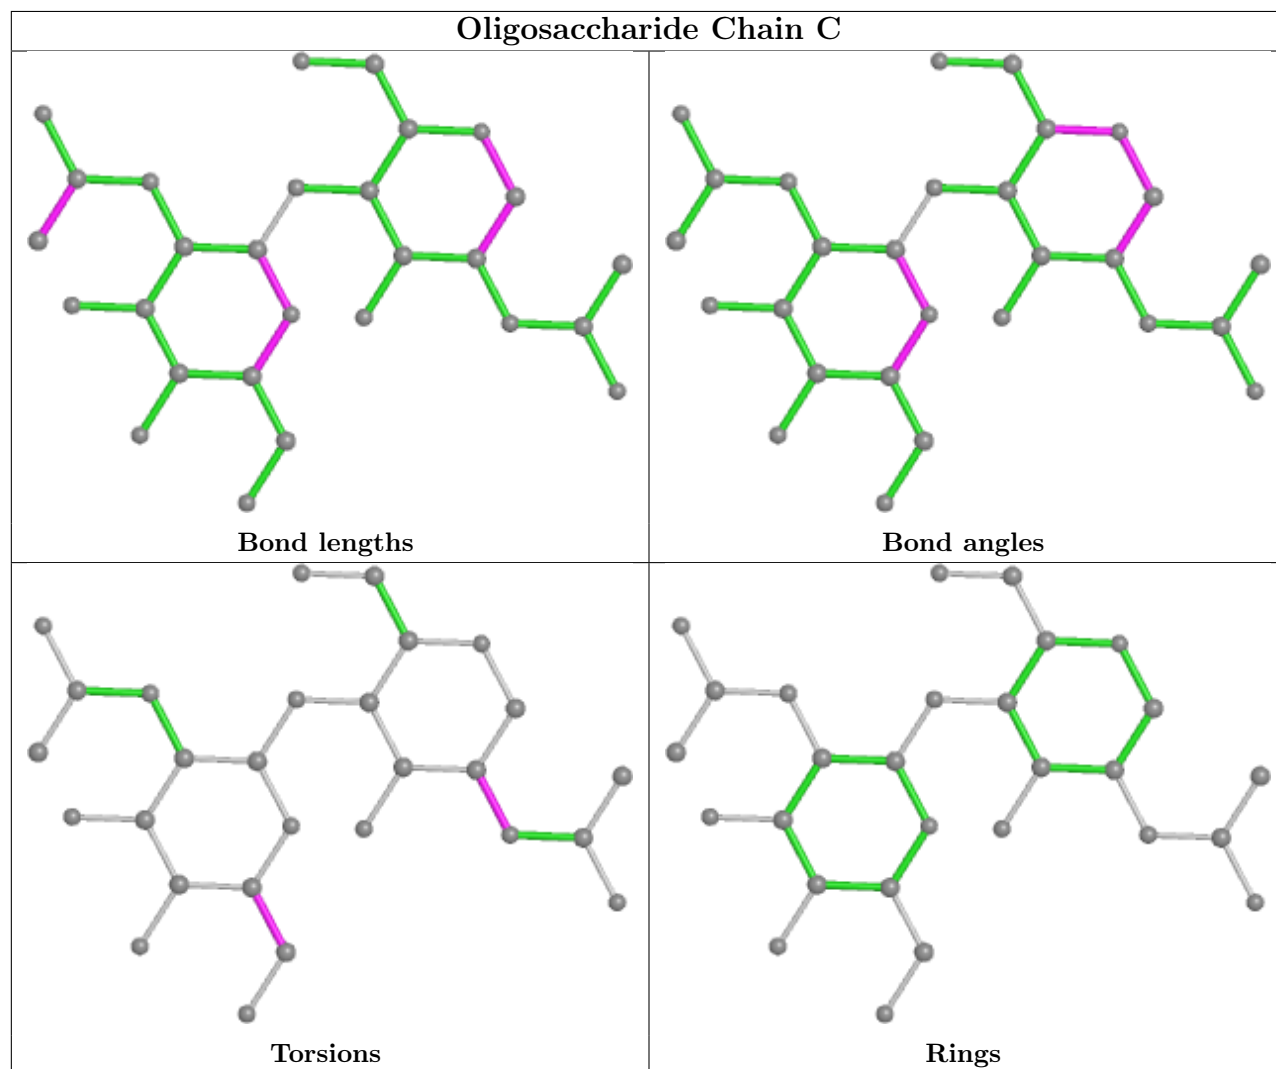 Oligosaccharide Chain C
Bond lengths
Bond angles
Torsions
Rings